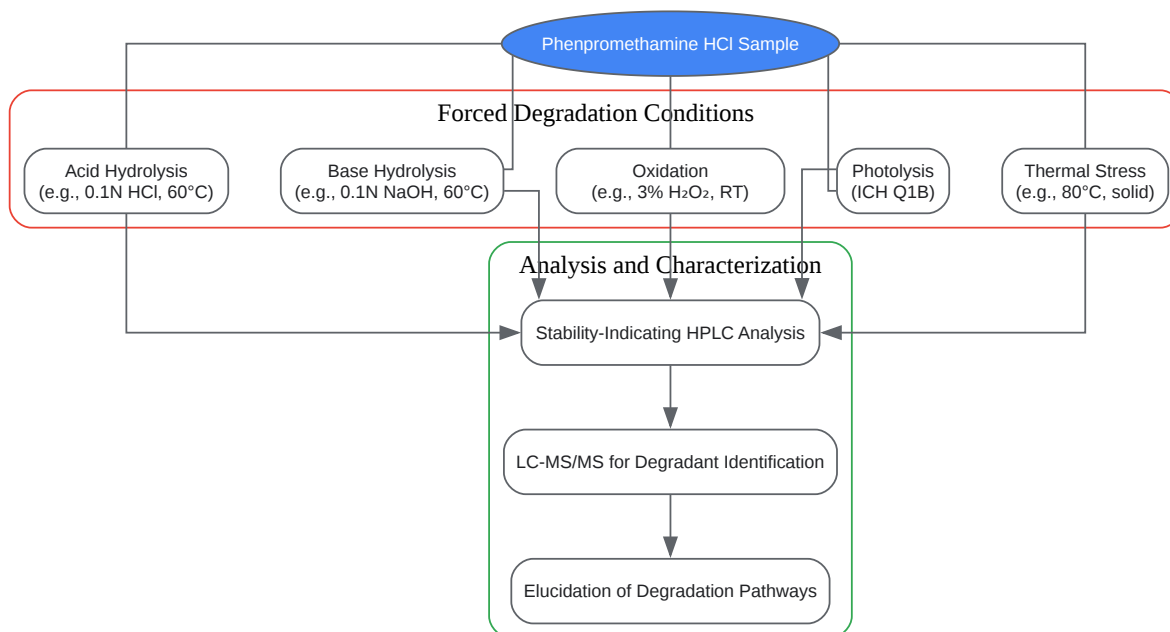 Phenpromethamine HCl Sample
Forced Degradation Conditions
Acid Hydrolysis
(e.g., 0.1N HCl, 60°C)
Base Hydrolysis
(e.g., 0.1N NaOH, 60°C)
Oxidation
(e.g., 3% H₂O₂, RT)
Photolysis
(ICH Q1B)
Thermal Stress
(e.g., 80°C, solid)
Analysis and Characterization
Stability-Indicating HPLC Analysis
LC-MS/MS for Degradant Identification
Elucidation of Degradation Pathways